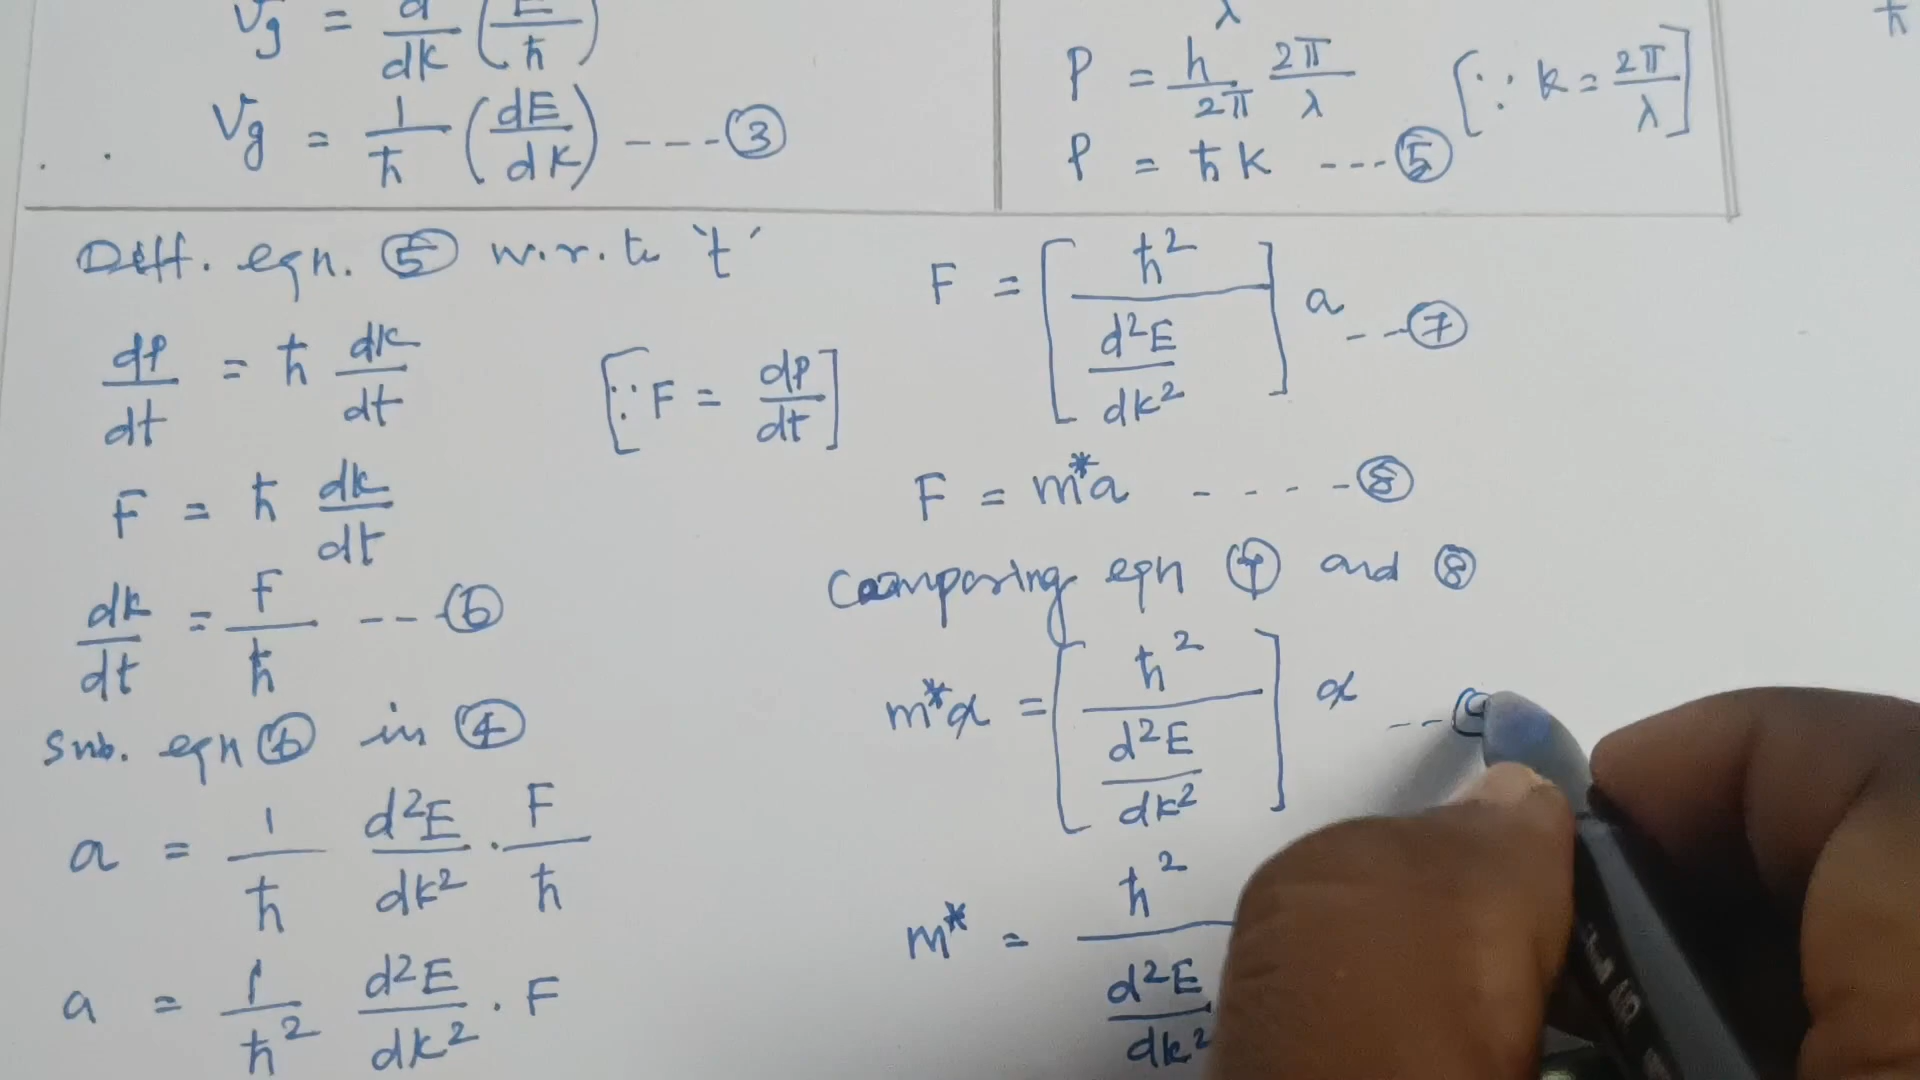 Vg = d/dk (E/ħ)
Vg = 1/ħ (dE/dk) ----③
λ
P = h/2π 2π/λ [∵ k = 2π/λ]
P = ħk ---⑤
ħ
Diff. eqn. ⑤ w.r.to 't'
dp/dt = ħ dk/dt [∵ F = dp/dt]
F = ħ dk/dt
dk/dt = F/ħ ---⑥
Sub. eqn ⑥ in ④
a = 1/ħ d²E/dk² . F/ħ
a = 1/ħ² d²E/dk² . F
F = [ħ² / (d²E/dk²)] a --⑦
F = m*a -----⑧
Comparing eqn ⑦ and ⑧
m*a = [ħ² / (d²E/dk²)] a ---
m* = ħ² / (d²E/dk²)